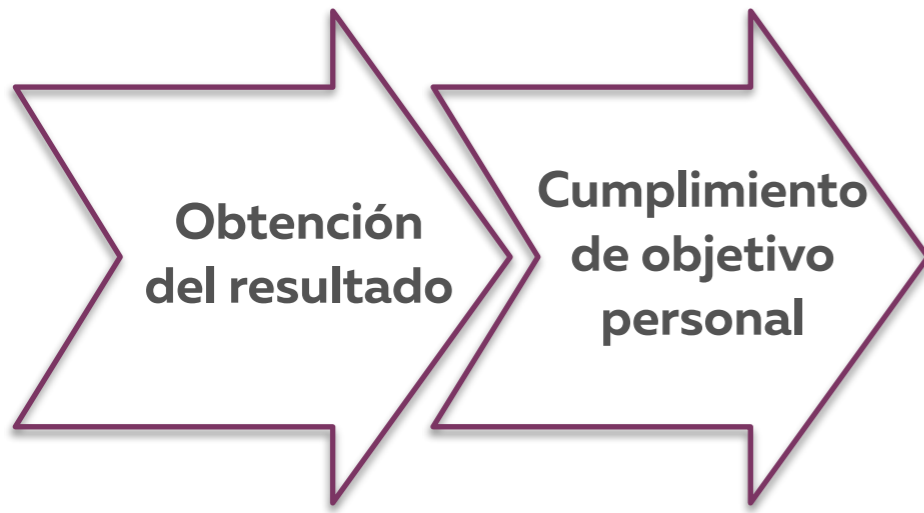 Obtención
del resultado
Cumplimiento
de objetivo
personal